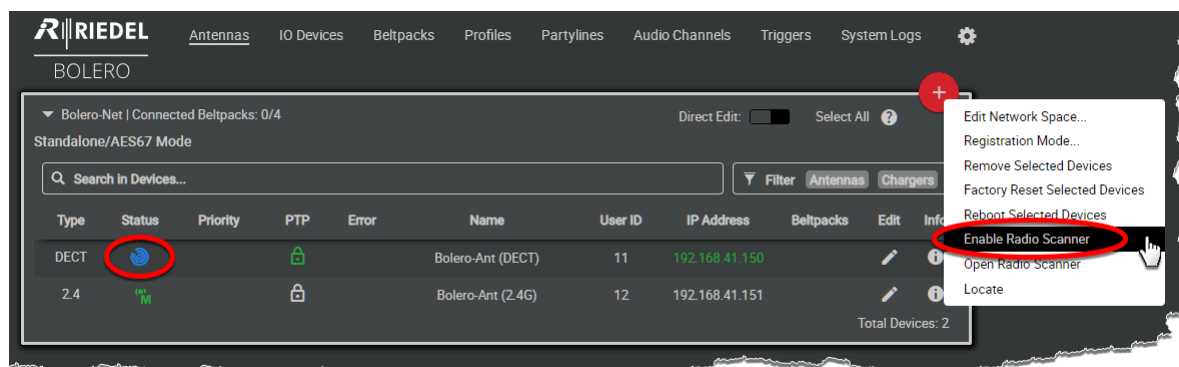 RIEDEL
BOLERO
Antennas IO Devices Beltpacks Profiles Partylines Audio Channels Triggers System Logs
+
Bolero-Net | Connected Beltpacks: 0/4 Direct Edit: Select All ?
Standalone/AES67 Mode
Search in Devices... Filter Antennas Chargers
Type Status Priority PTP Error Name User ID IP Address Beltpacks Edit Info
DECT Bolero-Ant (DECT) 11 192.168.41.150
2.4 M Bolero-Ant (2.4G) 12 192.168.41.151
Total Devices: 2
Edit Network Space...
Registration Mode...
Remove Selected Devices
Factory Reset Selected Devices
Reboot Selected Devices
Enable Radio Scanner
Open Radio Scanner
Locate